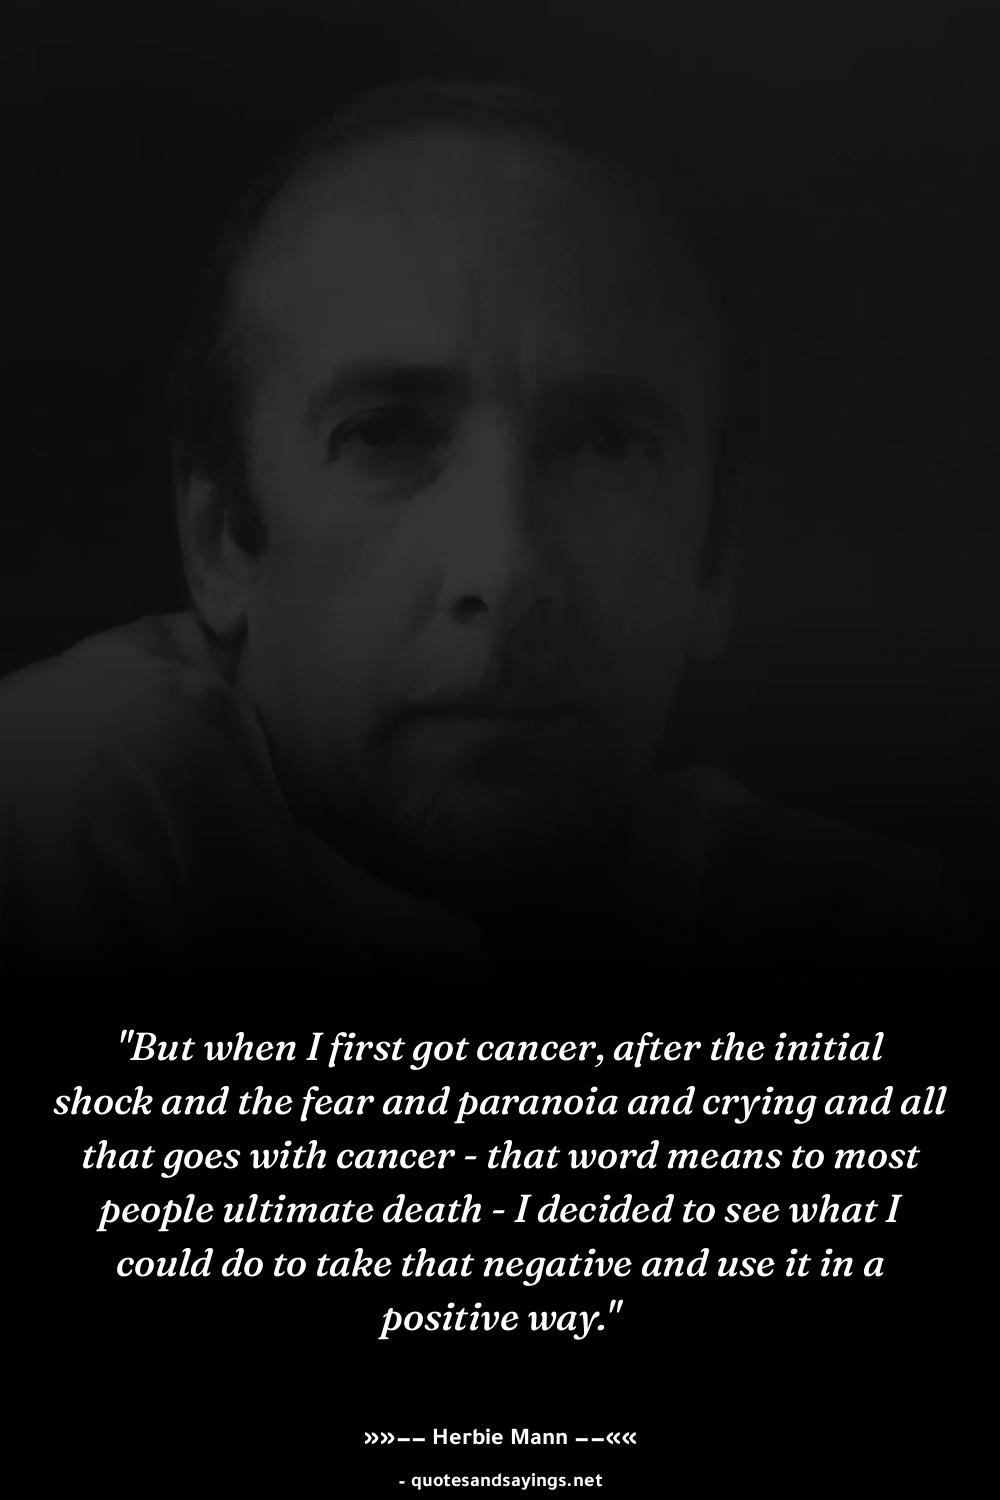 "But when I first got cancer, after the initial
shock and the fear and paranoia and crying and all
that goes with cancer - that word means to most
people ultimate death - I decided to see what I
could do to take that negative and use it in a
positive way."
»»−− Herbie Mann −−««
- quotesandsayings.net